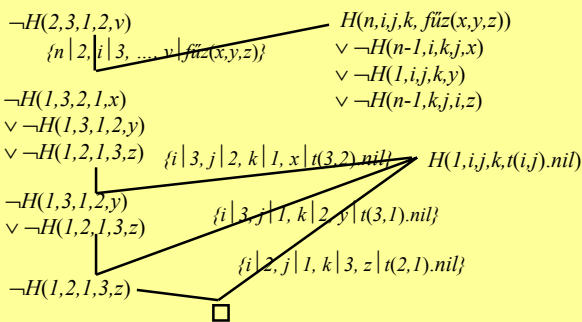 ¬H(2,3,1,2,v)
H(n,i,j,k, fűz(x,y,z))
∨ ¬H(n-1,i,k,j,x)
∨ ¬H(1,i,j,k,y)
∨ ¬H(n-1,k,j,i,z)
{n|2, i|3, …, v|fűz(x,y,z)}
¬H(1,3,2,1,x)
∨ ¬H(1,3,1,2,y)
∨ ¬H(1,2,1,3,z)
{i|3, j|2, k|1, x|t(3,2).nil}
H(1,i,j,k,t(i,j).nil)
¬H(1,3,1,2,y)
∨ ¬H(1,2,1,3,z)
{i|3, j|1, k|2, y|t(3,1).nil}
{i|2, j|1, k|3, z|t(2,1).nil}
¬H(1,2,1,3,z)